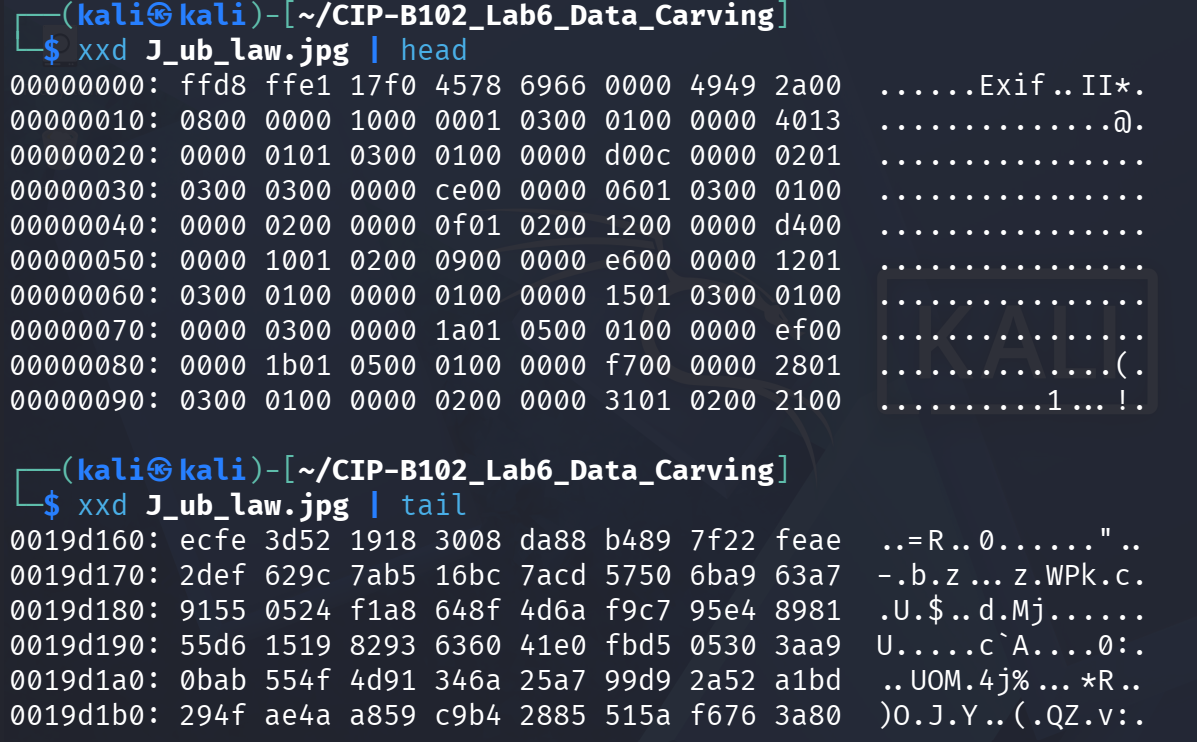 ┌──(kali㉿kali)-[~/CIP-B102_Lab6_Data_Carving]
└─$ xxd J_ub_law.jpg | head
00000000: ffd8 ffe1 17f0 4578 6966 0000 4949 2a00  ......Exif..II*.
00000010: 0800 0000 1000 0001 0300 0100 0000 4013  ..............@.
00000020: 0000 0101 0300 0100 0000 d00c 0000 0201  ................
00000030: 0300 0300 0000 ce00 0000 0601 0300 0100  ................
00000040: 0000 0200 0000 0f01 0200 1200 0000 d400  ................
00000050: 0000 1001 0200 0900 0000 e600 0000 1201  ................
00000060: 0300 0100 0000 0100 0000 1501 0300 0100  ................
00000070: 0000 0300 0000 1a01 0500 0100 0000 ef00  ................
00000080: 0000 1b01 0500 0100 0000 f700 0000 2801  ..............(.
00000090: 0300 0100 0000 0200 0000 3101 0200 2100  ..........1...!.
┌──(kali㉿kali)-[~/CIP-B102_Lab6_Data_Carving]
└─$ xxd J_ub_law.jpg | tail
0019d160: ecfe 3d52 1918 3008 da88 b489 7f22 feae  ..=R..0......"..
0019d170: 2def 629c 7ab5 16bc 7acd 5750 6ba9 63a7  -.b.z...z.WPk.c.
0019d180: 9155 0524 f1a8 648f 4d6a f9c7 95e4 8981  .U.$..d.Mj......
0019d190: 55d6 1519 8293 6360 41e0 fbd5 0530 3aa9  U.....c`A....0:.
0019d1a0: 0bab 554f 4d91 346a 25a7 99d9 2a52 a1bd  ..UOM.4j%...*R..
0019d1b0: 294f ae4a a859 c9b4 2885 515a f676 3a80  )O.J.Y..(.QZ.v:.
KALI